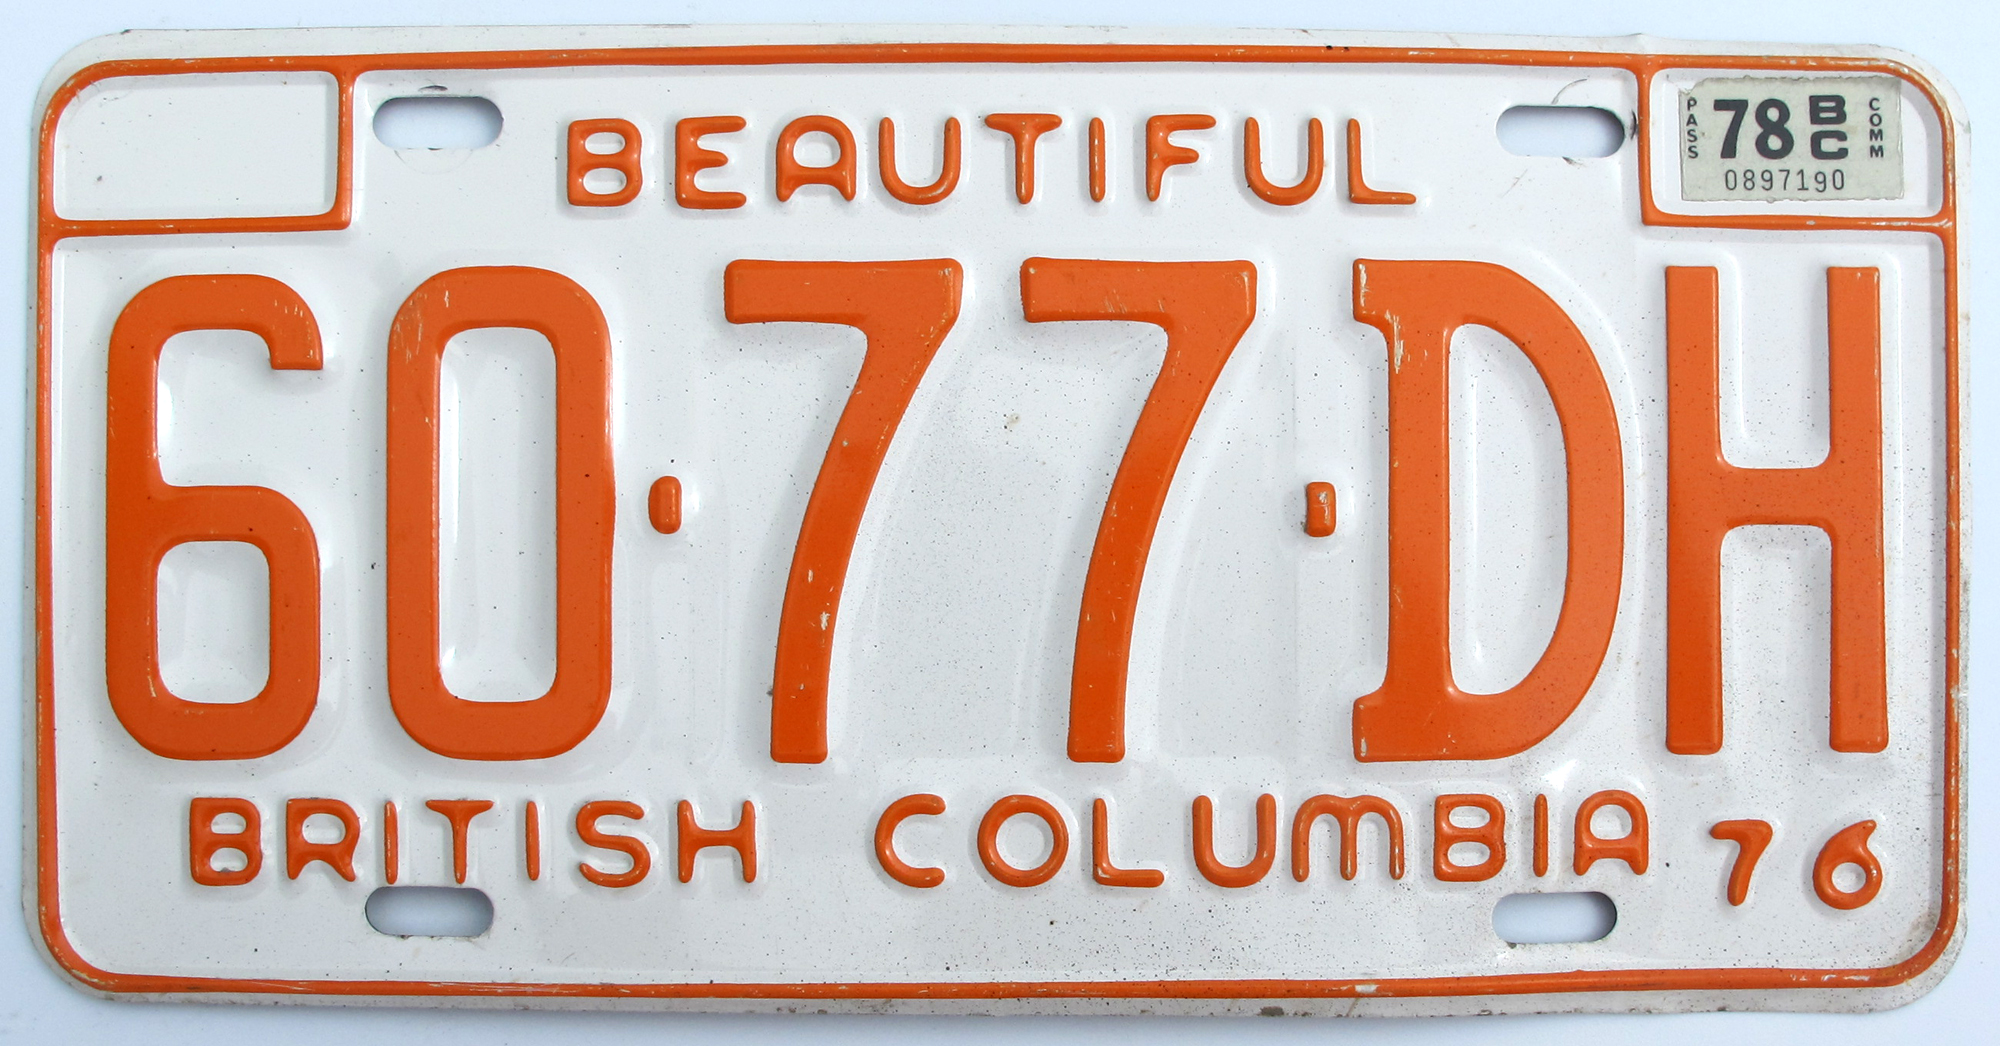 BEAUTIFUL
PASS 78 BC COMM
0897190
60·77·DH
BRITISH COLUMBIA 76